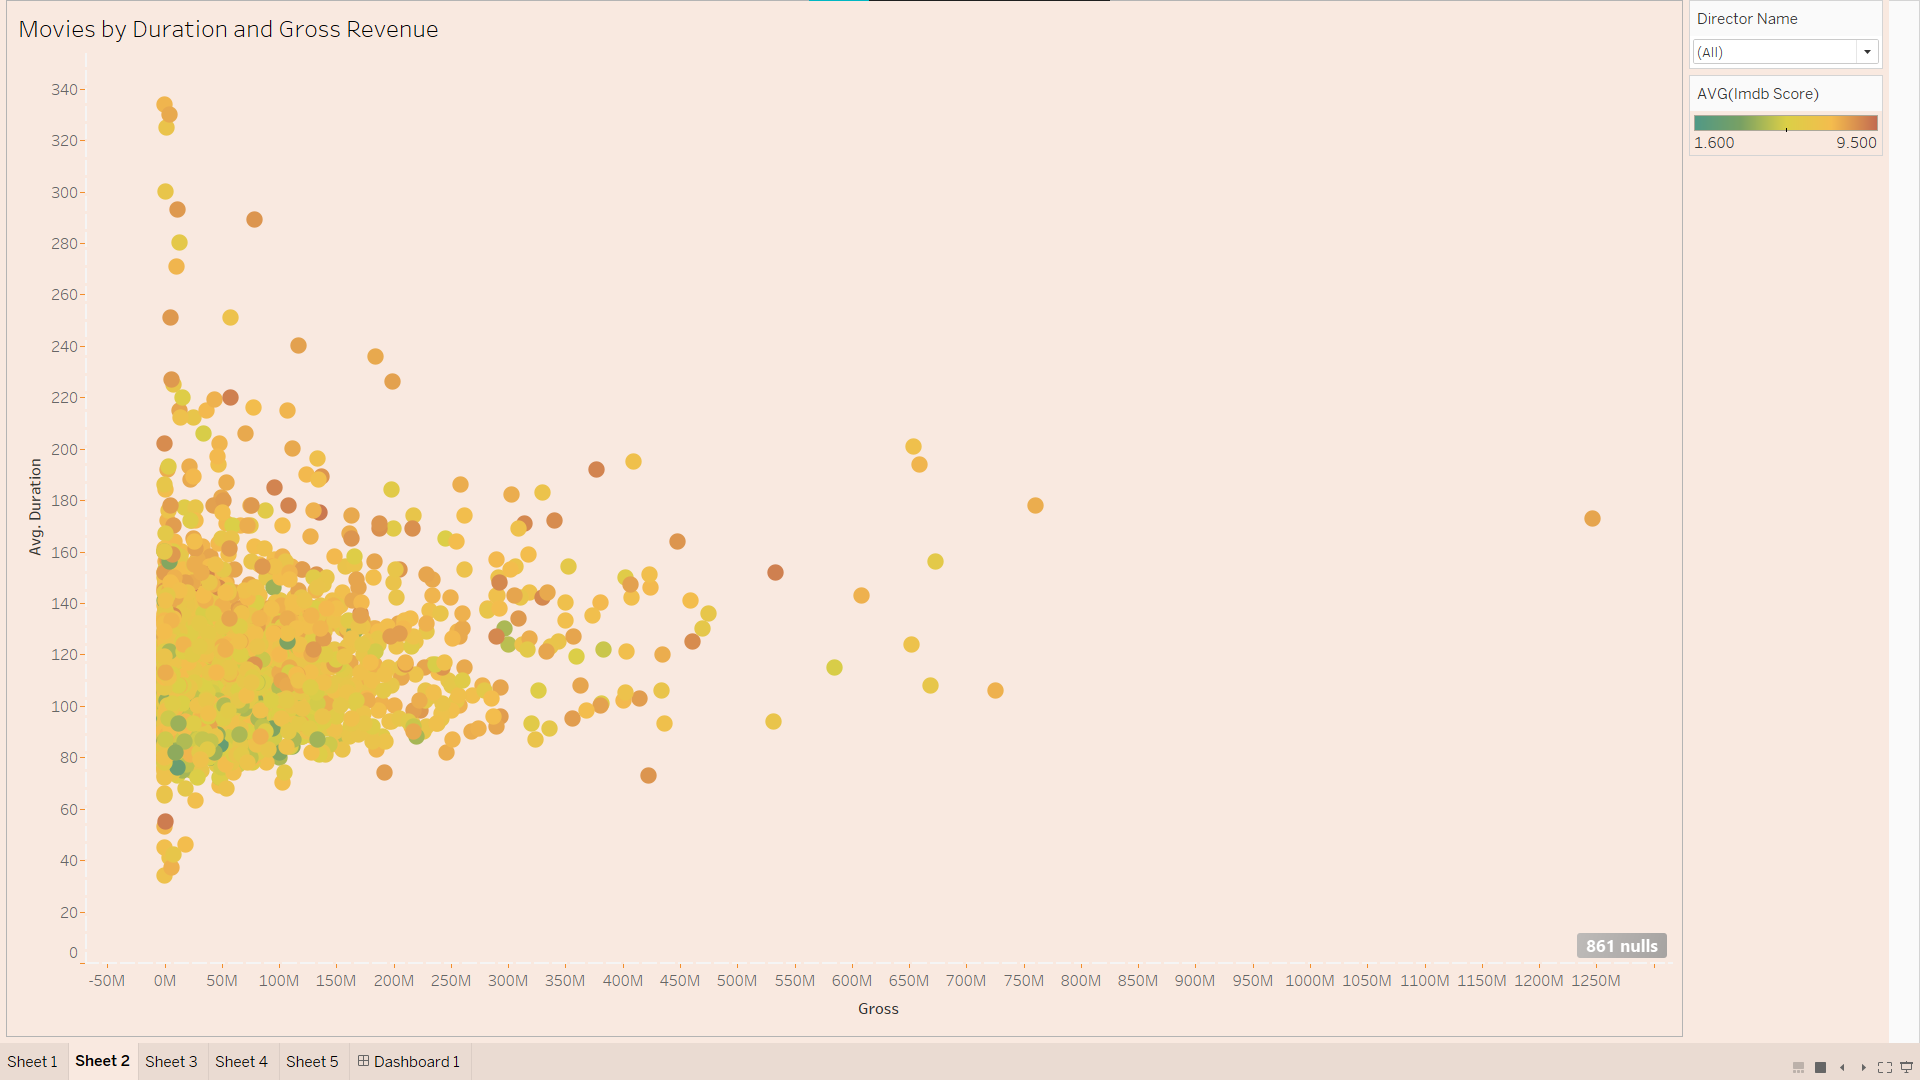 Movies by Duration and Gross Revenue
Director Name
(All)
AVG(Imdb Score)
1.600 9.500
340
320
300
280
260
240
220
200
180
160
140
120
100
80
60
40
20
0
Avg. Duration
861 nulls
-50M 0M 50M 100M 150M 200M 250M 300M 350M 400M 450M 500M 550M 600M 650M 700M 750M 800M 850M 900M 950M 1000M 1050M 1100M 1150M 1200M 1250M
Gross
Sheet 1 Sheet 2 Sheet 3 Sheet 4 Sheet 5 Dashboard 1